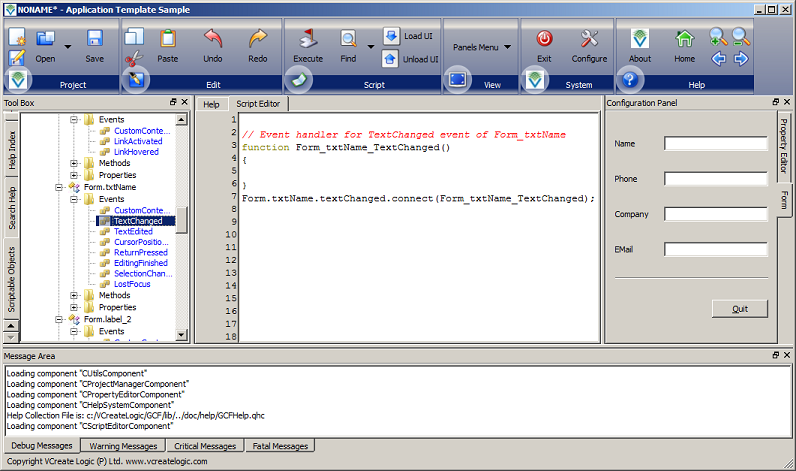 NONAME* - Application Template Sample
Open
Save
Project
Paste
Undo
Redo
Edit
Execute
Find
Load UI
Unload UI
Script
Panels Menu
View
Exit
Configure
System
About
Home
Help
Tool Box
Help Index
Search Help
Scriptable Objects
Events
CustomConte...
LinkActivated
LinkHovered
Methods
Properties
Form.txtName
Events
CustomConte...
TextChanged
TextEdited
CursorPositio...
ReturnPressed
EditingFinished
SelectionChan...
LostFocus
Methods
Properties
Form.label_2
Events
Help
Script Editor
1
2 // Event handler for TextChanged event of Form_txtName
3 function Form_txtName_TextChanged()
4 {
5
6 }
7 Form.txtName.textChanged.connect(Form_txtName_TextChanged);
8
9
10
11
12
13
14
15
16
17
18
Configuration Panel
Name
Phone
Company
EMail
Quit
Property Editor
Form
Message Area
Loading component "CUtilsComponent"
Loading component "CProjectManagerComponent"
Loading component "CPropertyEditorComponent"
Loading component "CHelpSystemComponent"
Help Collection File is: c:/VCreateLogic/GCF/lib/../doc/help/GCFHelp.qhc
Loading component "CScriptEditorComponent"
Debug Messages
Warning Messages
Critical Messages
Fatal Messages
Copyright VCreate Logic (P) Ltd. www.vcreatelogic.com